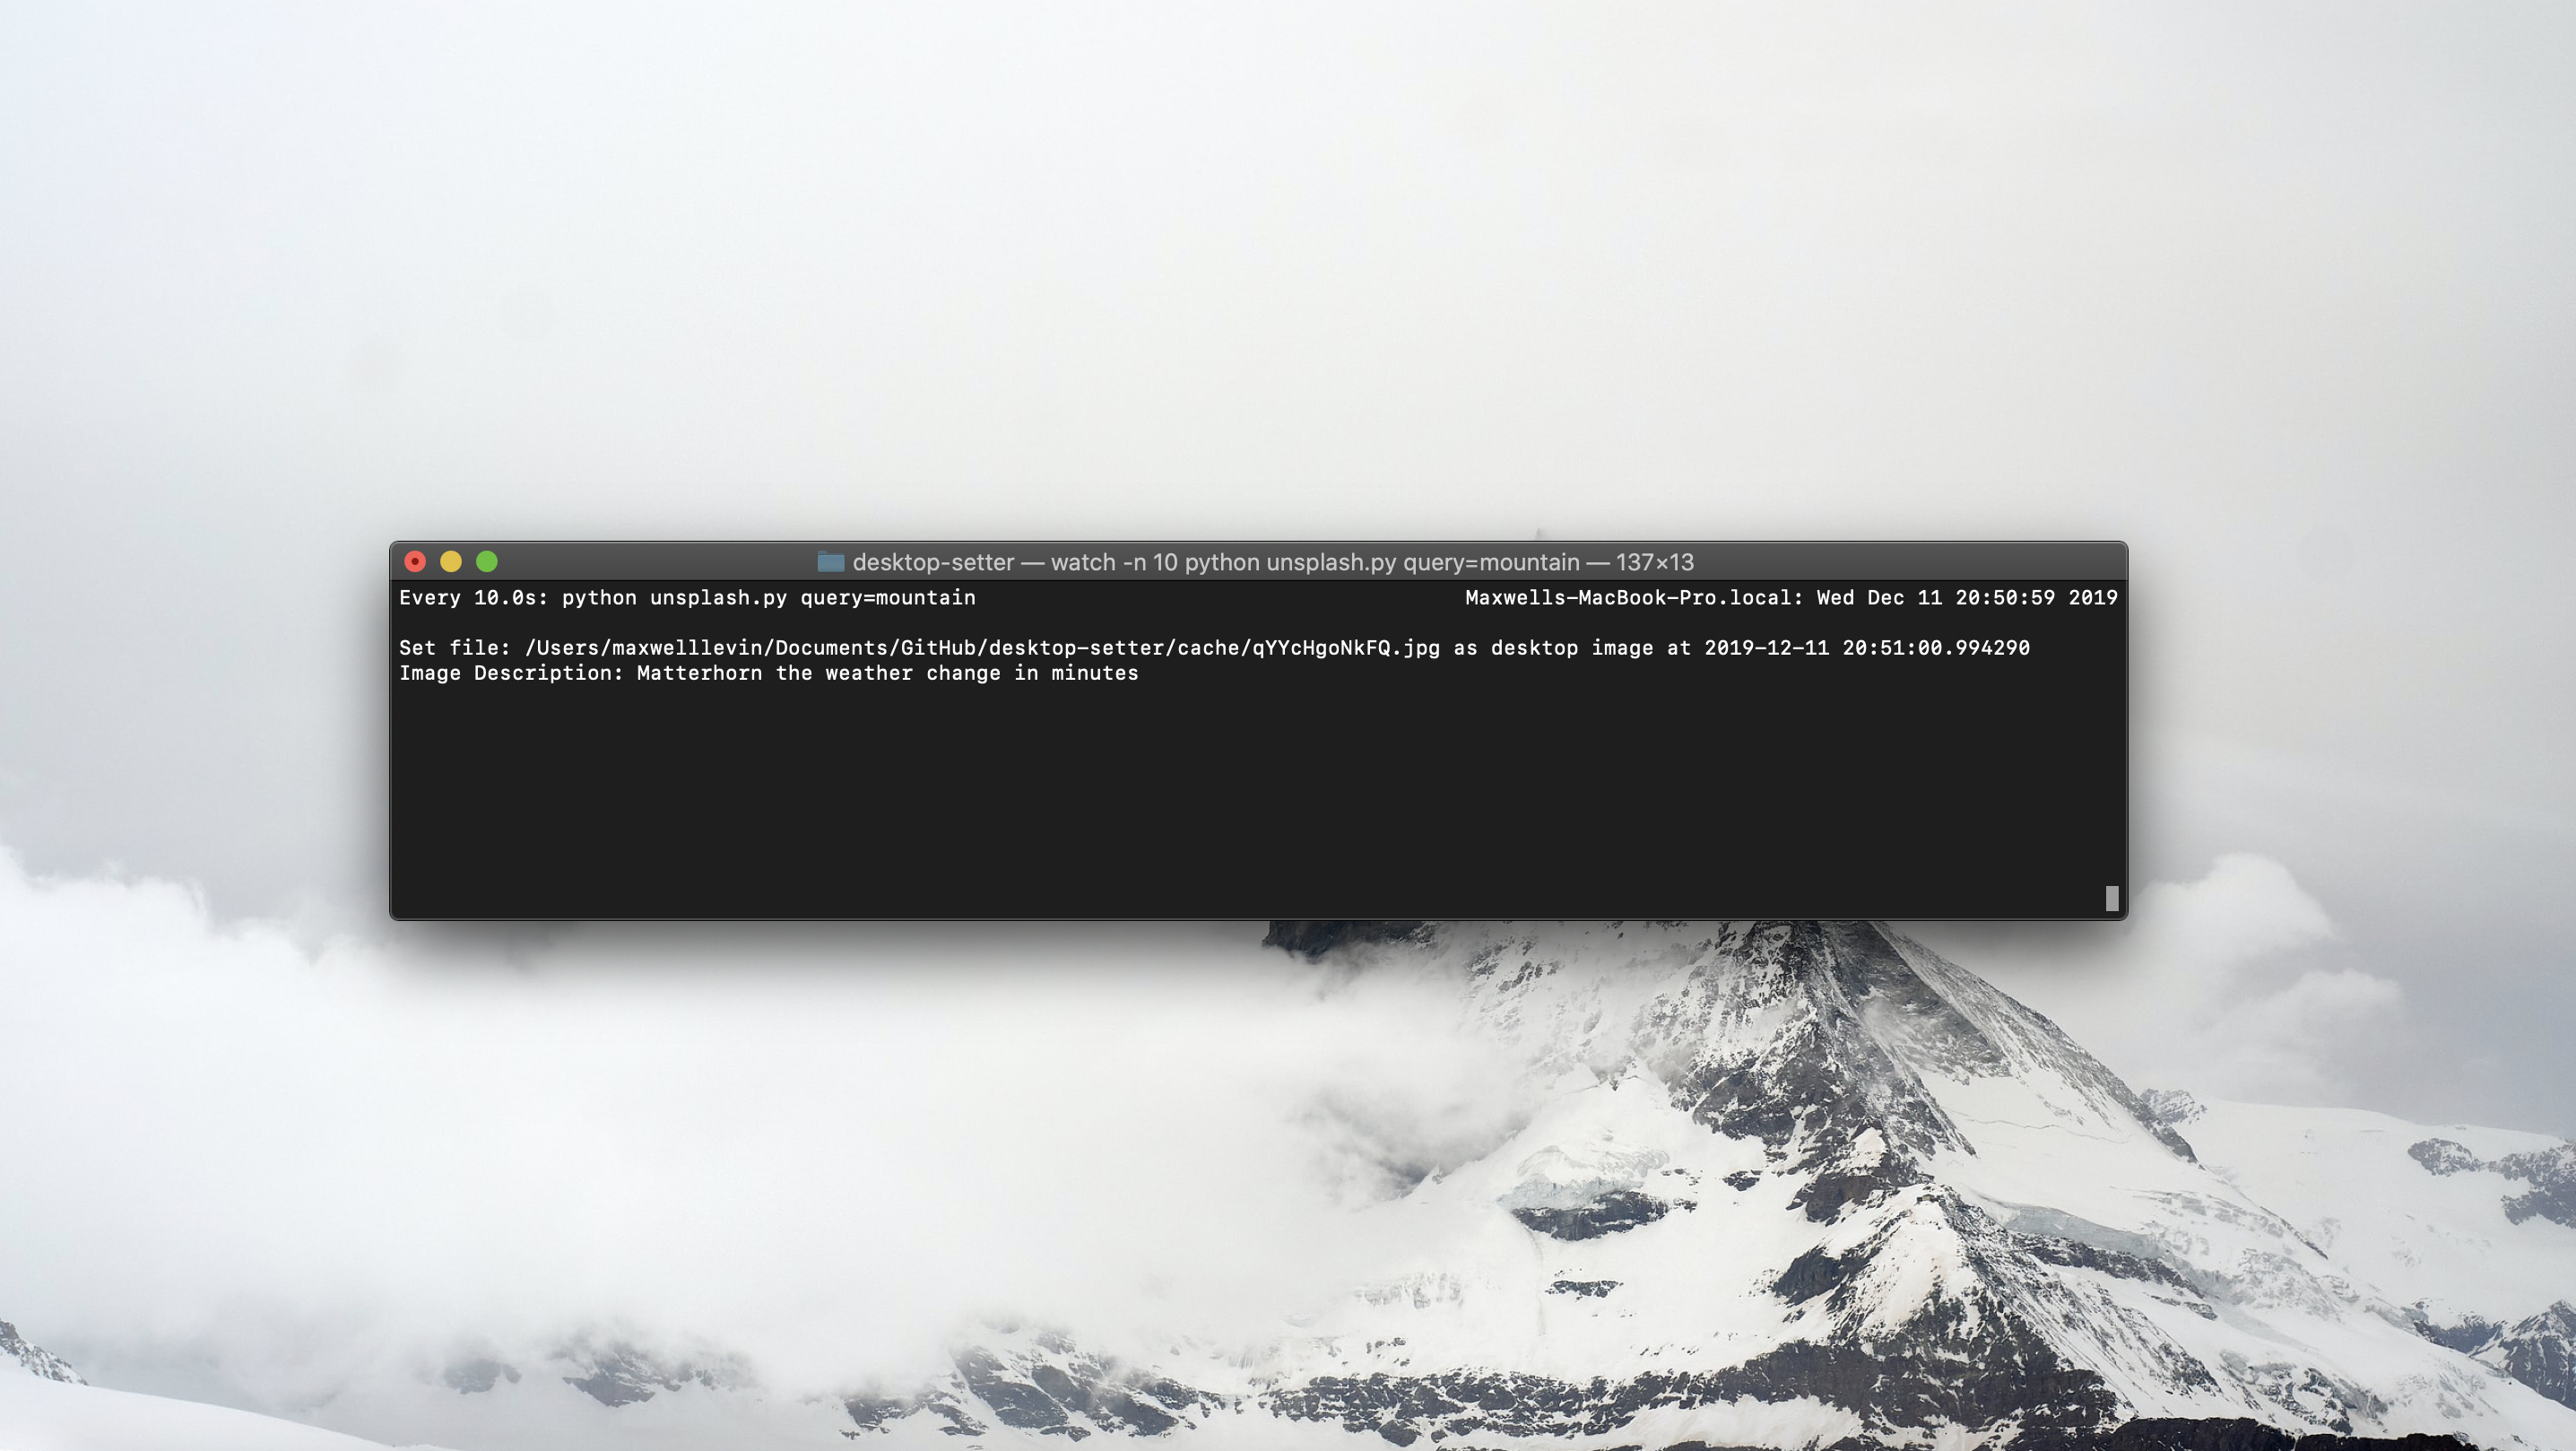 desktop-setter — watch -n 10 python unsplash.py query=mountain — 137×13
Every 10.0s: python unsplash.py query=mountain Maxwells-MacBook-Pro.local: Wed Dec 11 20:50:59 2019
Set file: /Users/maxwelllevin/Documents/GitHub/desktop-setter/cache/qYYcHgoNkFQ.jpg as desktop image at 2019-12-11 20:51:00.994290
Image Description: Matterhorn the weather change in minutes